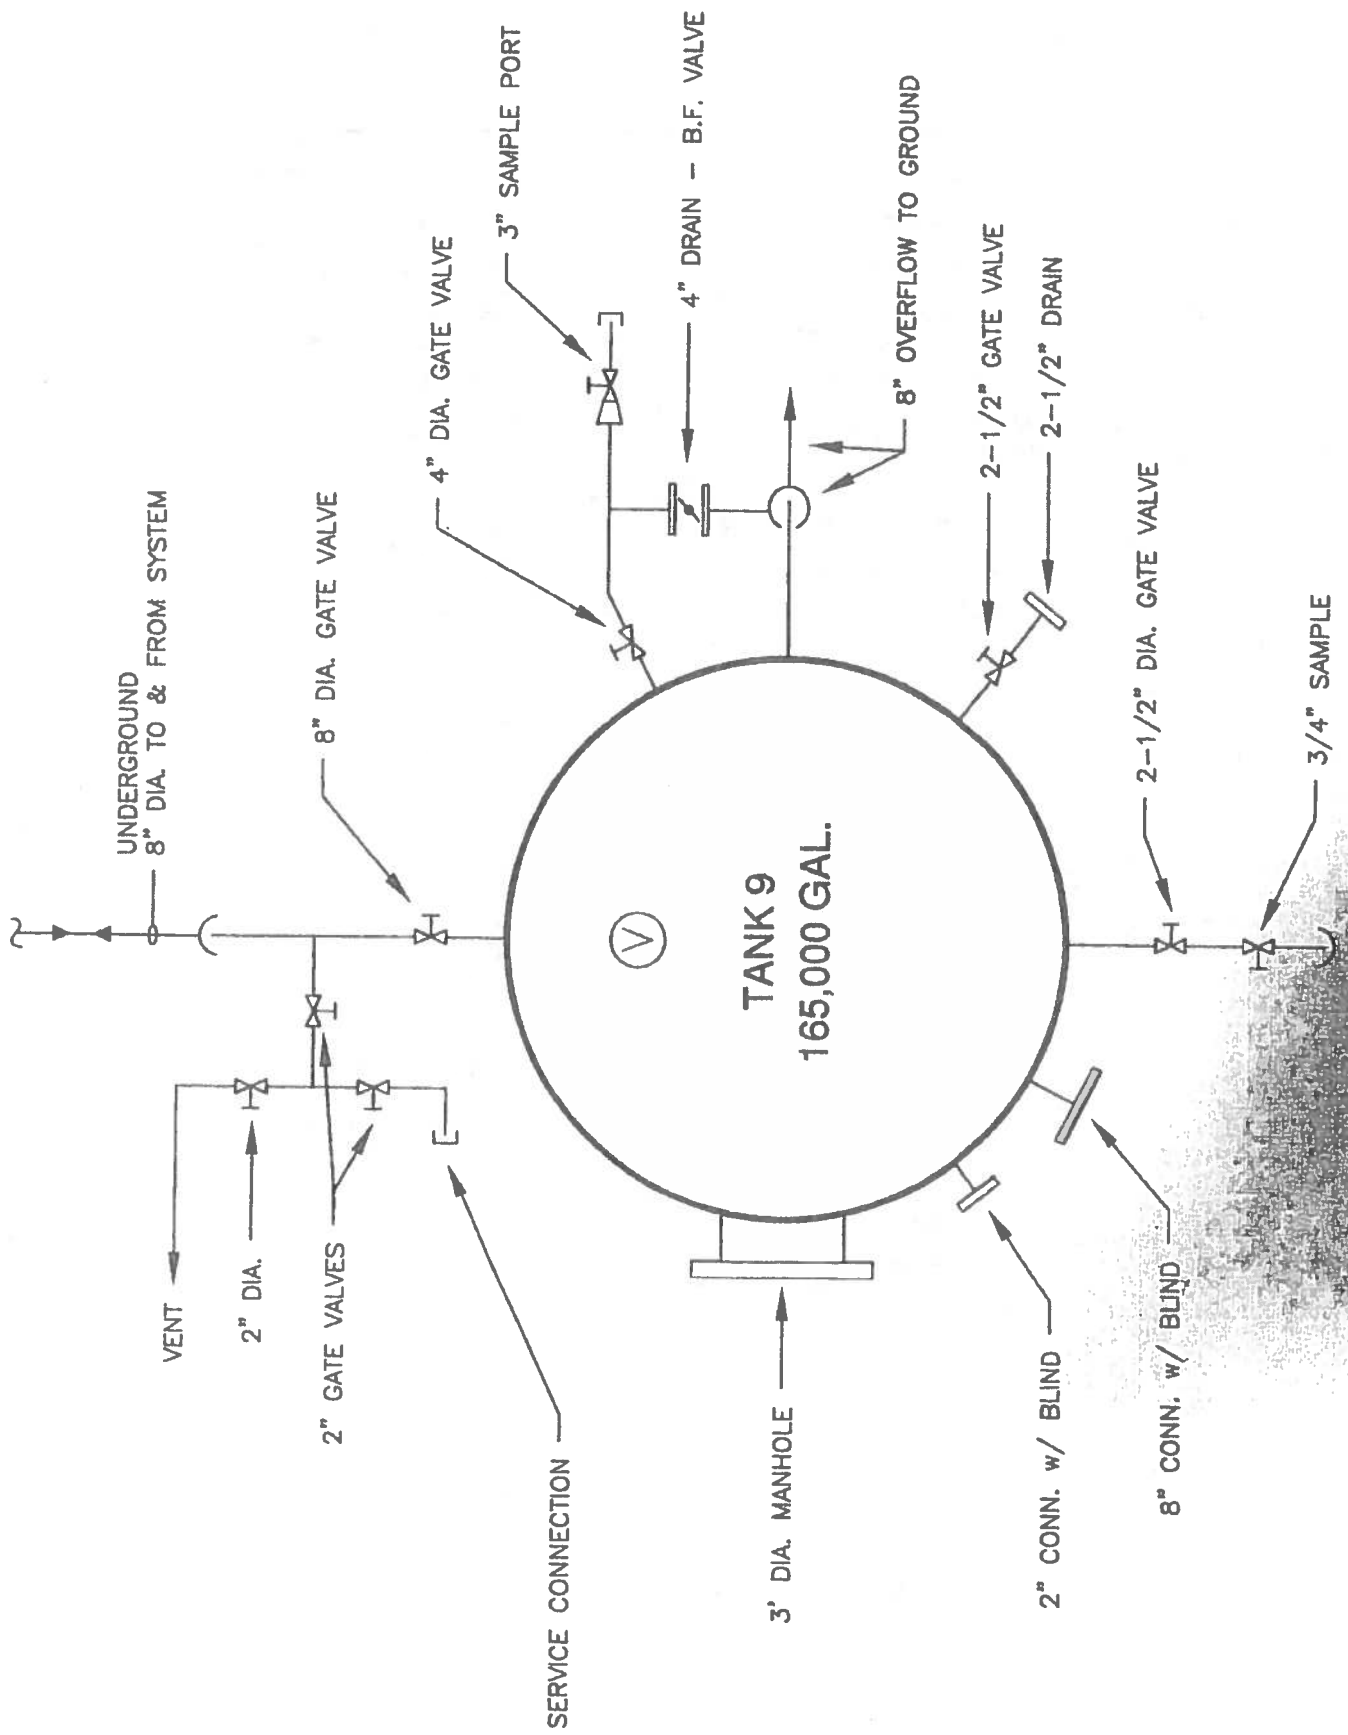 UNDERGROUND
8" DIA. TO & FROM SYSTEM
VENT
2" DIA.
2" GATE VALVES
SERVICE CONNECTION
8" DIA. GATE VALVE
4" DIA. GATE VALVE
3" SAMPLE PORT
4" DRAIN – B.F. VALVE
8" OVERFLOW TO GROUND
2–1/2" GATE VALVE
2–1/2" DRAIN
2–1/2" DIA. GATE VALVE
3/4" SAMPLE
V
TANK 9
165,000 GAL.
3' DIA. MANHOLE
2" CONN. w/ BLIND
8" CONN. w/ BLIND